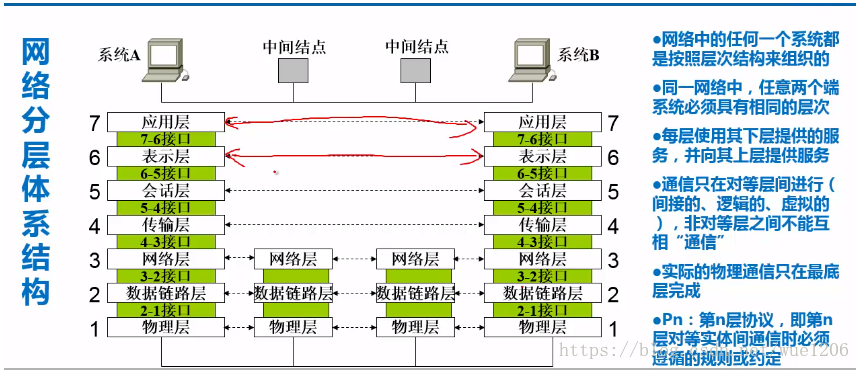 网络分层体系结构
系统A
中间结点
中间结点
系统B
7 应用层 应用层 7
7-6接口 7-6接口
6 表示层 表示层 6
6-5接口 6-5接口
5 会话层 会话层 5
5-4接口 5-4接口
4 传输层 传输层 4
4-3接口 4-3接口
3 网络层 网络层 网络层 网络层 3
3-2接口 3-2接口
2 数据链路层 数据链路层 数据链路层 数据链路层 2
2-1接口 2-1接口
1 物理层 物理层 物理层 物理层 1
●网络中的任何一个系统都
是按照层次结构来组织的
●同一网络中，任意两个端
系统必须具有相同的层次
●每层使用其下层提供的服
务，并向其上层提供服务
●通信只在对等层间进行（
间接的、逻辑的、虚拟的
），非对等层之间不能互
相“通信”
●实际的物理通信只在最底
层完成
●Pn：第n层协议，即第n
层对等实体间通信时必须
遵循的规则或约定